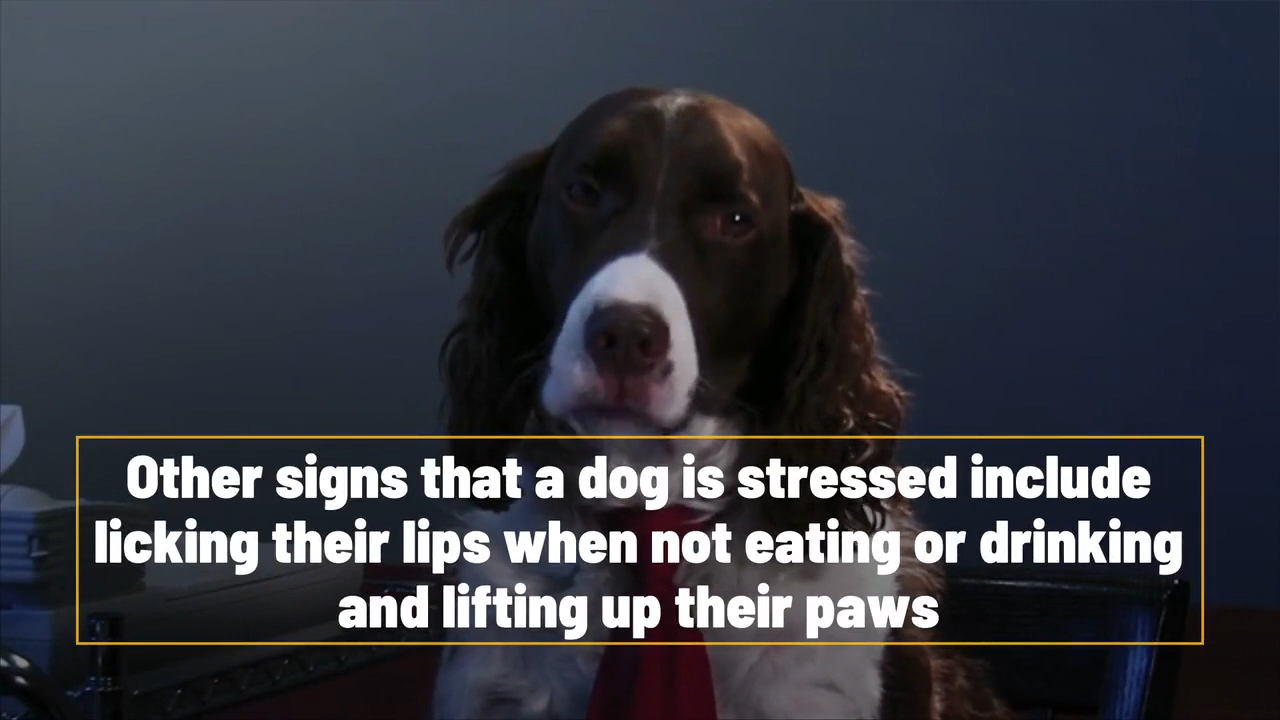 Other signs that a dog is stressed include
licking their lips when not eating or drinking
and lifting up their paws